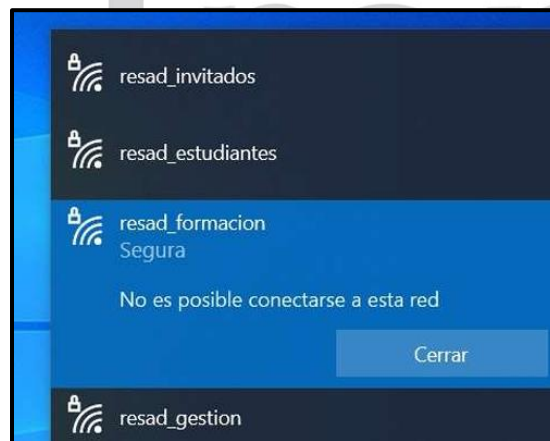 resad_invitados
resad_estudiantes
resad_formacion
Segura
No es posible conectarse a esta red
Cerrar
resad_gestion